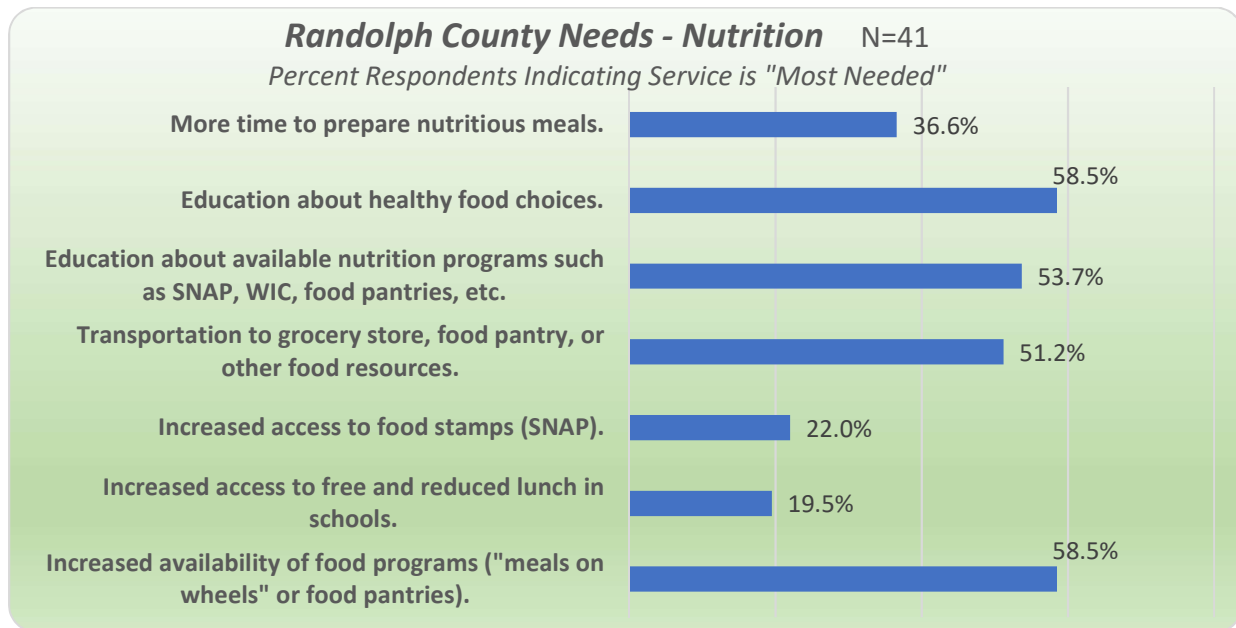 Randolph County Needs - Nutrition N=41
Percent Respondents Indicating Service is "Most Needed"
More time to prepare nutritious meals.
36.6%
Education about healthy food choices.
58.5%
Education about available nutrition programs such
as SNAP, WIC, food pantries, etc.
53.7%
Transportation to grocery store, food pantry, or
other food resources.
51.2%
Increased access to food stamps (SNAP).
22.0%
Increased access to free and reduced lunch in
schools.
19.5%
Increased availability of food programs ("meals on
wheels" or food pantries).
58.5%